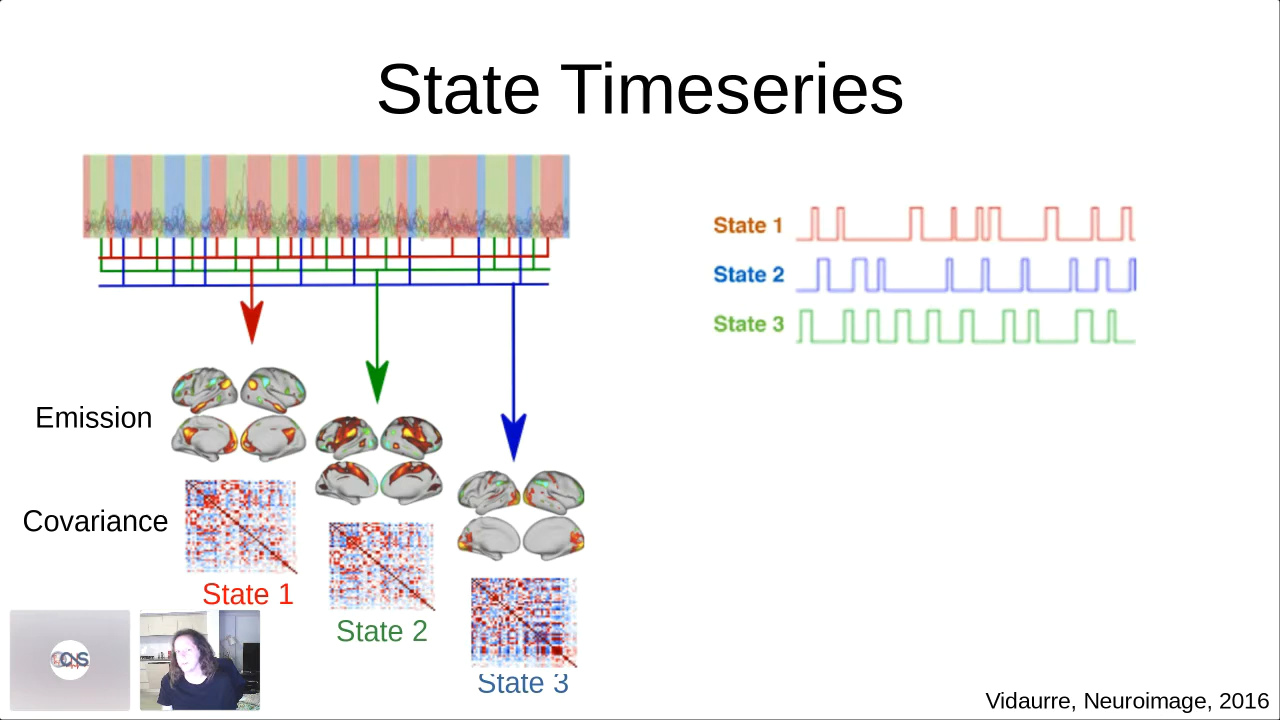 State Timeseries
State 1
State 2
State 3
Emission
Covariance
State 1
State 2
State 3
Vidaurre, Neuroimage, 2016